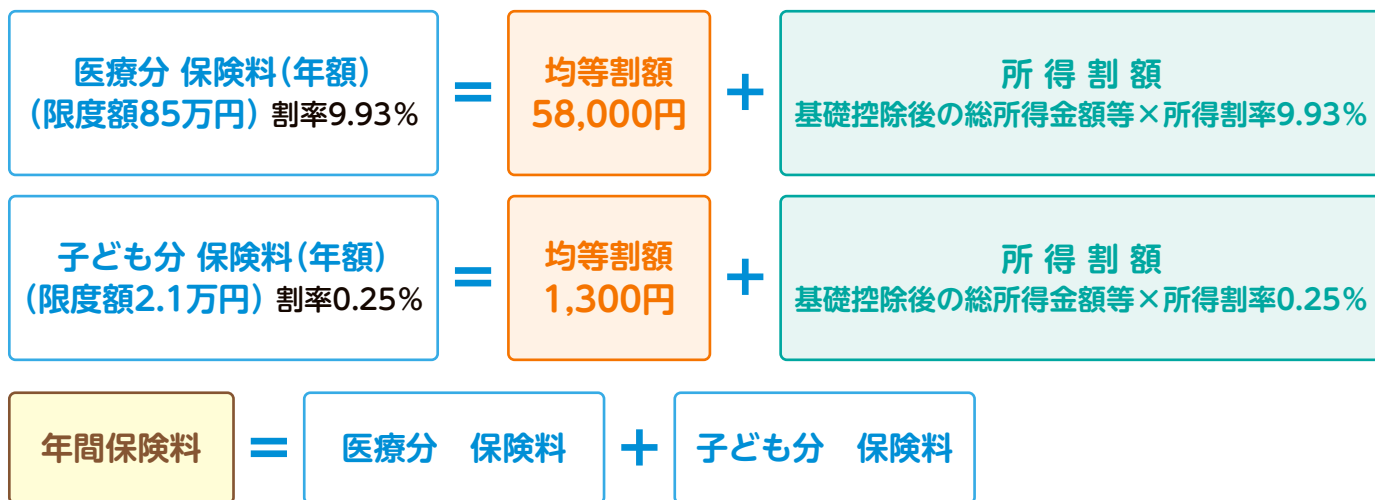 医療分 保険料(年額)
(限度額85万円) 割率9.93%
=
均等割額
58,000円
+
所得割額
基礎控除後の総所得金額等×所得割率9.93%
子ども分 保険料(年額)
(限度額2.1万円) 割率0.25%
=
均等割額
1,300円
+
所得割額
基礎控除後の総所得金額等×所得割率0.25%
年間保険料 = 医療分 保険料 + 子ども分 保険料